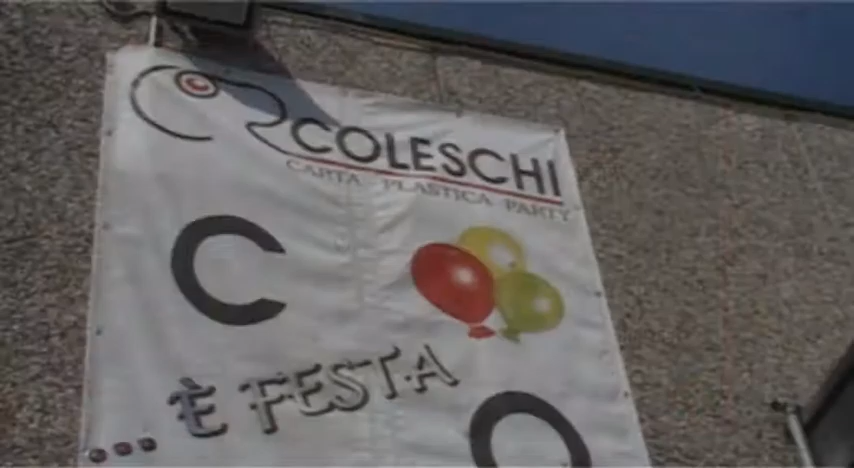 COLESCHI
CARTA PLASTICA PARTY
C
... È FESTA